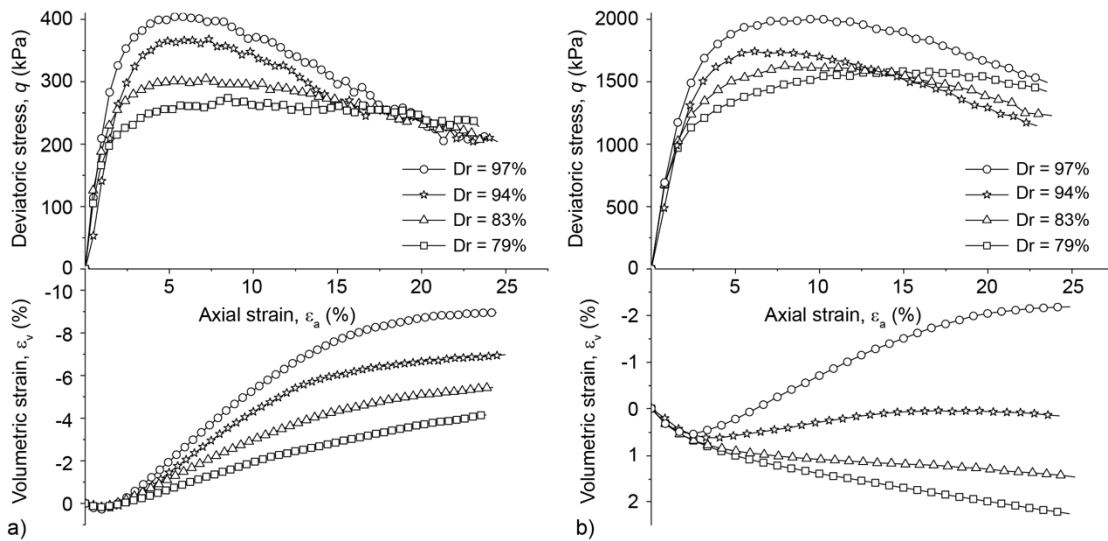 400
300
200
100
0
Deviatoric stress, q (kPa)
Dr = 97%
Dr = 94%
Dr = 83%
Dr = 79%
5 10 15 20 25
Axial strain, εa (%)
-10
-8
-6
-4
-2
0
Volumetric strain, εv (%)
a)
2000
1500
1000
500
0
Deviatoric stress, q (kPa)
Dr = 97%
Dr = 94%
Dr = 83%
Dr = 79%
5 10 15 20 25
Axial strain, εa (%)
-2
-1
0
1
2
Volumetric strain, εv (%)
b)